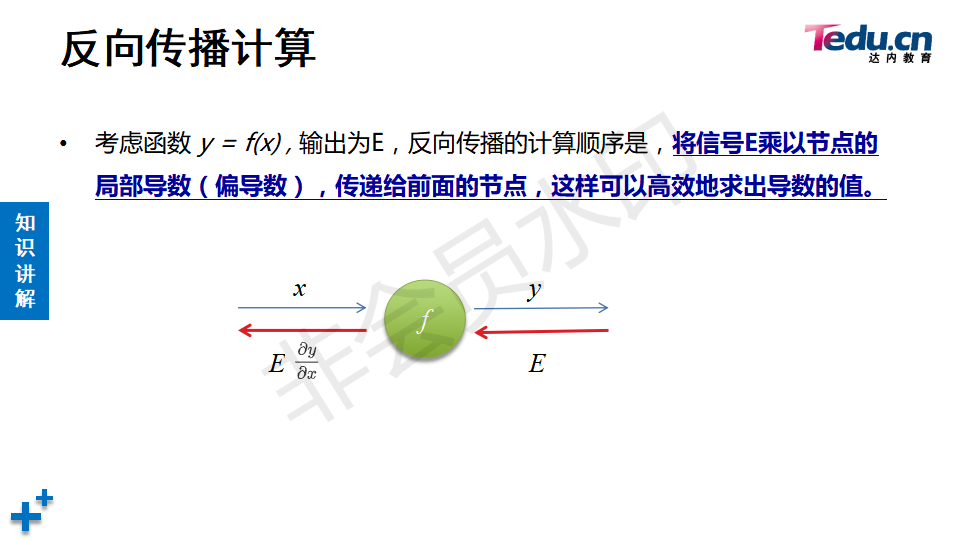 反向传播计算
Tedu.cn
达内教育
• 考虑函数 y = f(x) , 输出为E，反向传播的计算顺序是，将信号E乘以节点的
局部导数（偏导数），传递给前面的节点，这样可以高效地求出导数的值。
知
识
讲
解
x
y
f
E ∂y/∂x
E
非会员水印